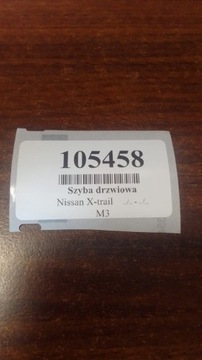 105458
Szyba drzwiowa
Nissan X-trail
M3